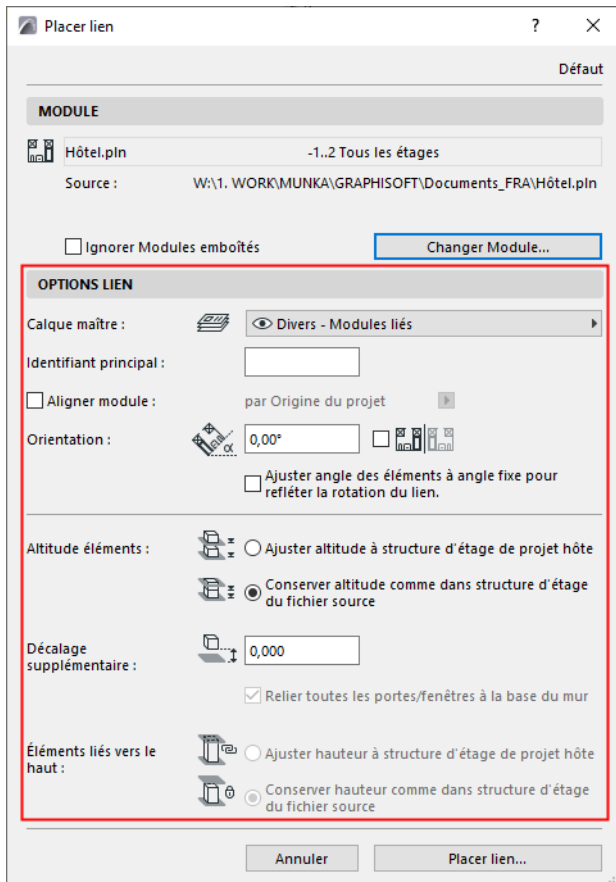 Placer lien
?
Défaut
MODULE
Hôtel.pln
-1..2 Tous les étages
Source :
W:\1. WORK\MUNKA\GRAPHISOFT\Documents_FRA\Hôtel.pln
Ignorer Modules emboîtés
Changer Module...
OPTIONS LIEN
Calque maître :
Divers - Modules liés
Identifiant principal :
Aligner module :
par Origine du projet
Orientation :
α
0,00°
Ajuster angle des éléments à angle fixe pour
refléter la rotation du lien.
Altitude éléments :
Ajuster altitude à structure d'étage de projet hôte
Conserver altitude comme dans structure d'étage
du fichier source
Décalage
supplémentaire :
0,000
Relier toutes les portes/fenêtres à la base du mur
Éléments liés vers le
haut :
Ajuster hauteur à structure d'étage de projet hôte
Conserver hauteur comme dans structure d'étage
du fichier source
Annuler
Placer lien...